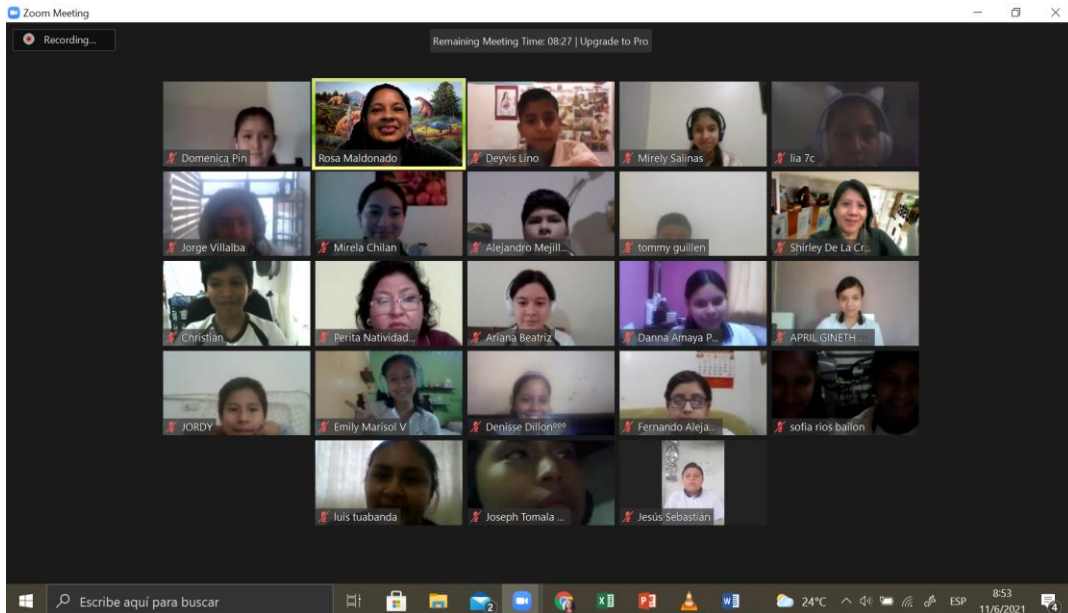 Zoom Meeting
Recording...
Remaining Meeting Time: 08:27 | Upgrade to Pro
Domenica Pin
Rosa Maldonado
Deyvis Lino
Mirely Salinas
lia 7c
Jorge Villalba
Mirela Chilan
Alejandro Mejill...
tommy guillen
Shirley De La Cr...
Christian
Perita Natividad...
Ariana Beatriz
Danna Amaya P...
APRIL GINETH ...
JORDY
Emily Marisol V
Denisse Dillonººº
Fernando Aleja...
sofia rios bailon
luis tuabanda
Joseph Tomala ...
Jesús Sebastián
Escribe aquí para buscar
2
24°C
ESP
8:53
11/6/2021
4